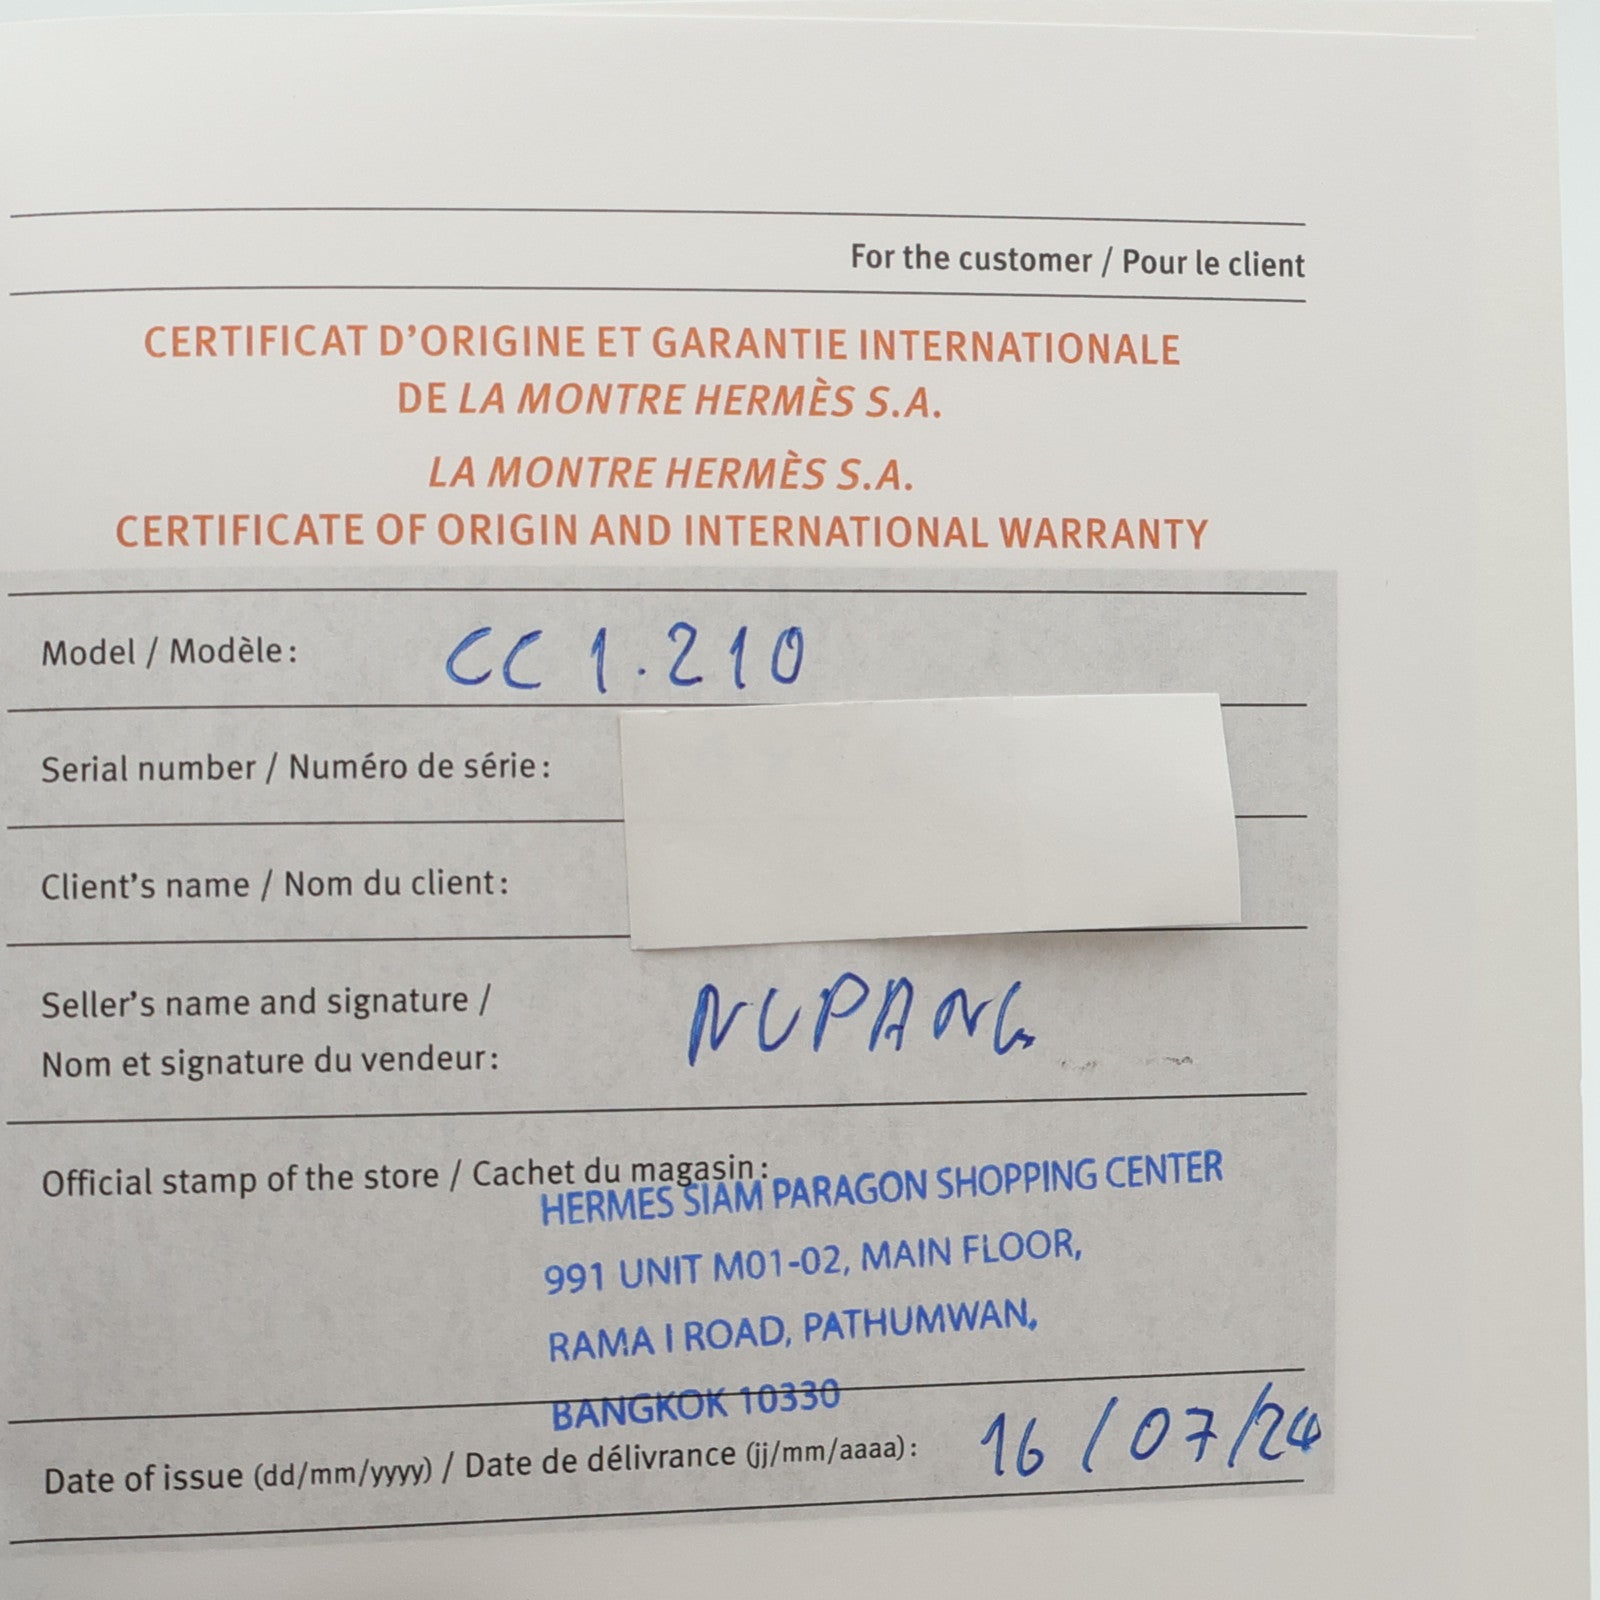 For the customer / Pour le client
CERTIFICAT D’ORIGINE ET GARANTIE INTERNATIONALE
DE LA MONTRE HERMÈS S.A.
LA MONTRE HERMÈS S.A.
CERTIFICATE OF ORIGIN AND INTERNATIONAL WARRANTY
Model / Modèle: CC 1.210
Serial number / Numéro de série:
Client’s name / Nom du client:
Seller’s name and signature /
Nom et signature du vendeur: NUPANG
Official stamp of the store / Cachet du magasin:
HERMES SIAM PARAGON SHOPPING CENTER
991 UNIT M01-02, MAIN FLOOR,
RAMA I ROAD, PATHUMWAN,
BANGKOK 10330
Date of issue (dd/mm/yyyy) / Date de délivrance (jj/mm/aaaa): 16/07/24